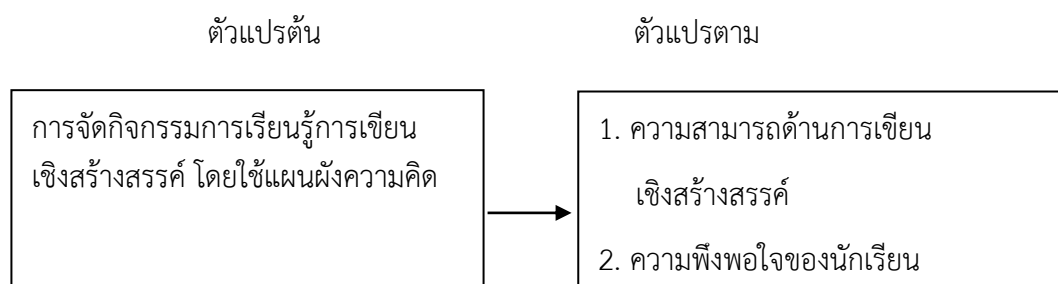 ตัวแปรต้น
ตัวแปรตาม
การจัดกิจกรรมการเรียนรู้การเขียน
เชิงสร้างสรรค์ โดยใช้แผนผังความคิด
1. ความสามารถด้านการเขียน
เชิงสร้างสรรค์
2. ความพึงพอใจของนักเรียน